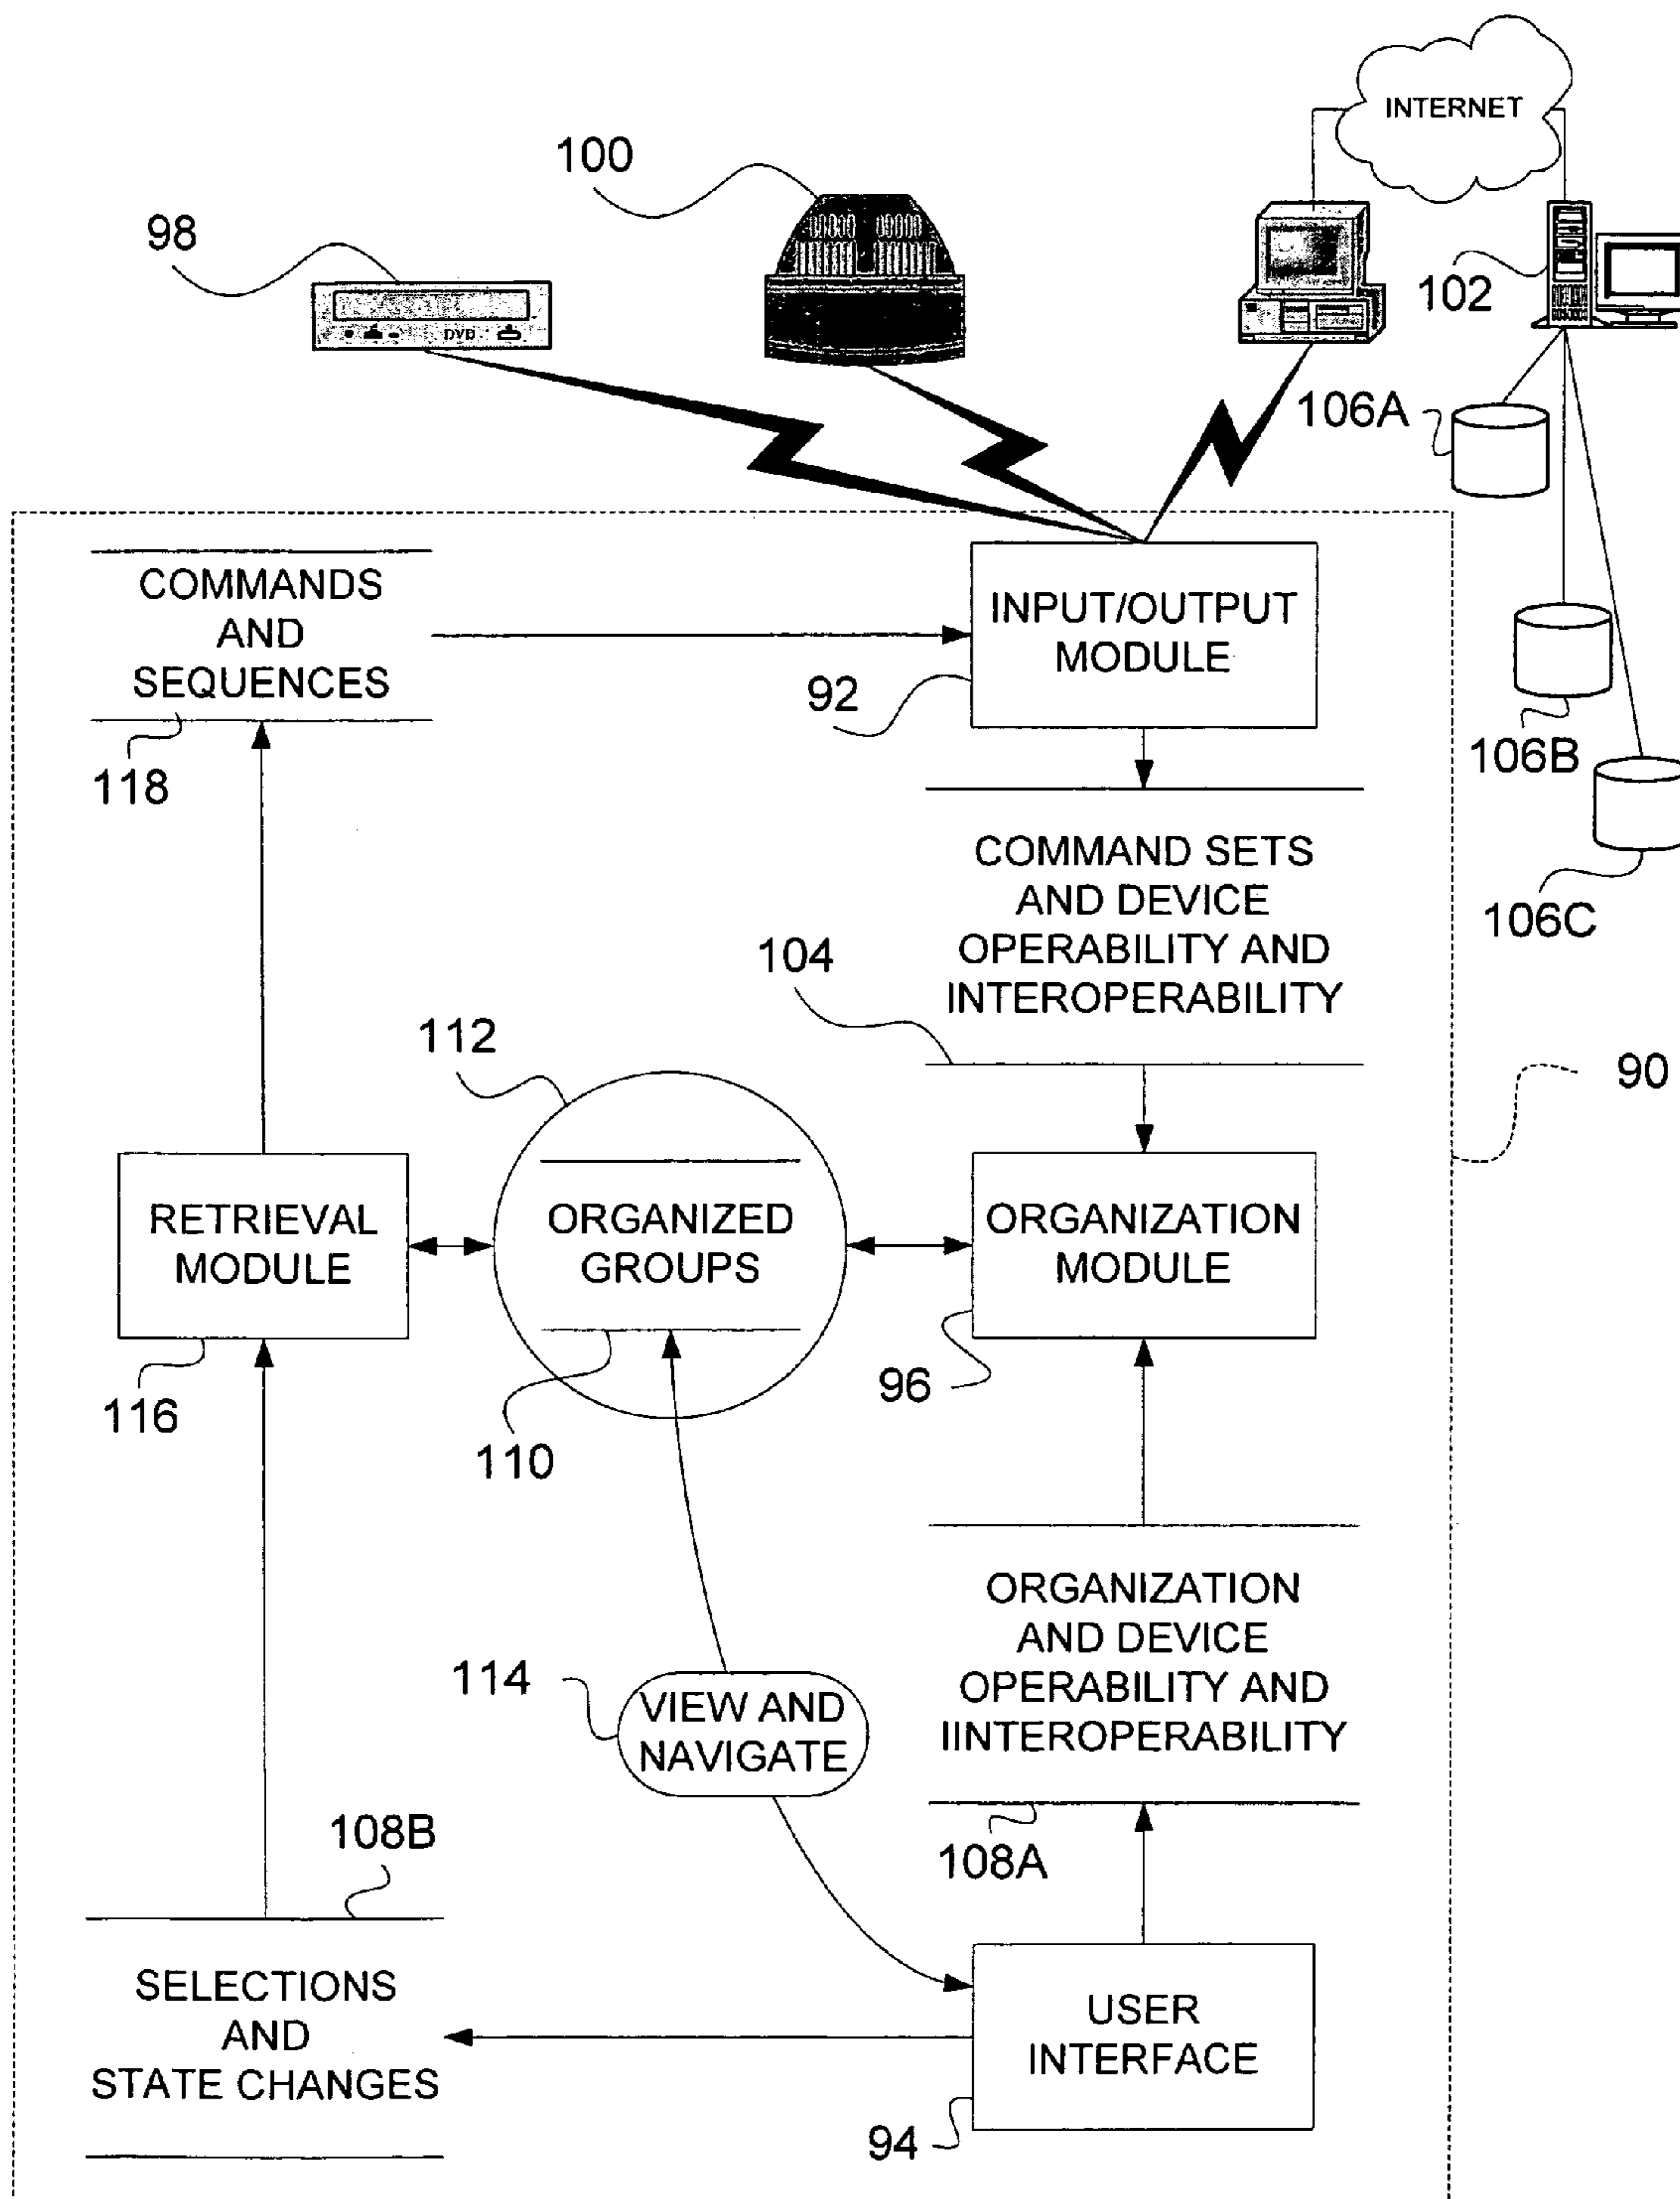 INTERNET
100
98
DVD
102
106A
COMMANDS
AND
SEQUENCES
INPUT/OUTPUT
MODULE
92
118
106B
COMMAND SETS
AND DEVICE
OPERABILITY AND
INTEROPERABILITY
106C
104
112
90
RETRIEVAL
MODULE
ORGANIZED
GROUPS
ORGANIZATION
MODULE
116
110
96
ORGANIZATION
AND DEVICE
OPERABILITY AND
IINTEROPERABILITY
114
VIEW AND
NAVIGATE
108B
108A
SELECTIONS
AND
STATE CHANGES
USER
INTERFACE
94